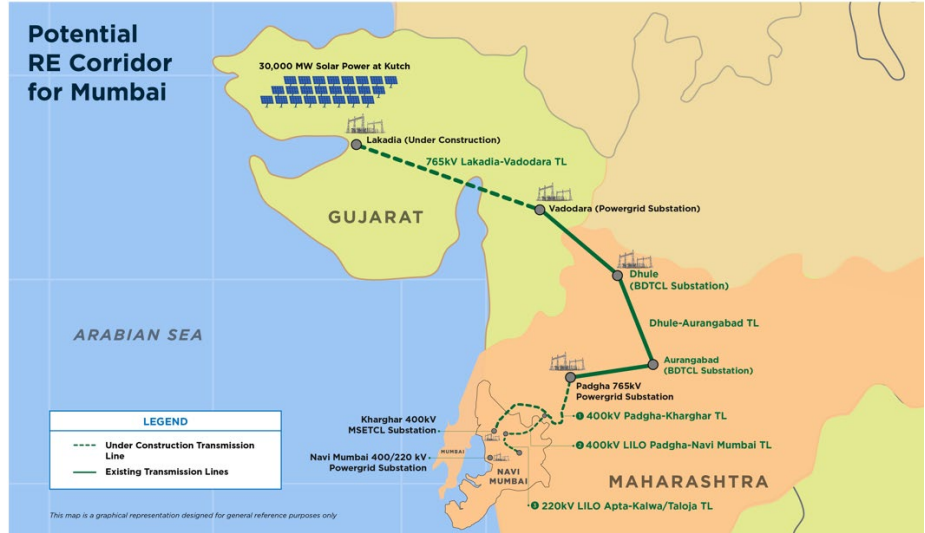 Potential
RE Corridor
for Mumbai
30,000 MW Solar Power at Kutch
Lakadia (Under Construction)
765kV Lakadia-Vadodara TL
GUJARAT
Vadodara (Powergrid Substation)
Dhule
(BDTCL Substation)
ARABIAN SEA
Dhule-Aurangabad TL
Aurangabad
(BDTCL Substation)
Padgha 765kV
Powergrid Substation
LEGEND
Under Construction Transmission
Line
Existing Transmission Lines
Kharghar 400kV
MSETCL Substation
1 400kV Padgha-Kharghar TL
MUMBAI
Navi Mumbai 400/220 kV
Powergrid Substation
2 400kV LILO Padgha-Navi Mumbai TL
NAVI
MUMBAI
MAHARASHTRA
3 220kV LILO Apta-Kalwa/Taloja TL
This map is a graphical representation designed for general reference purposes only